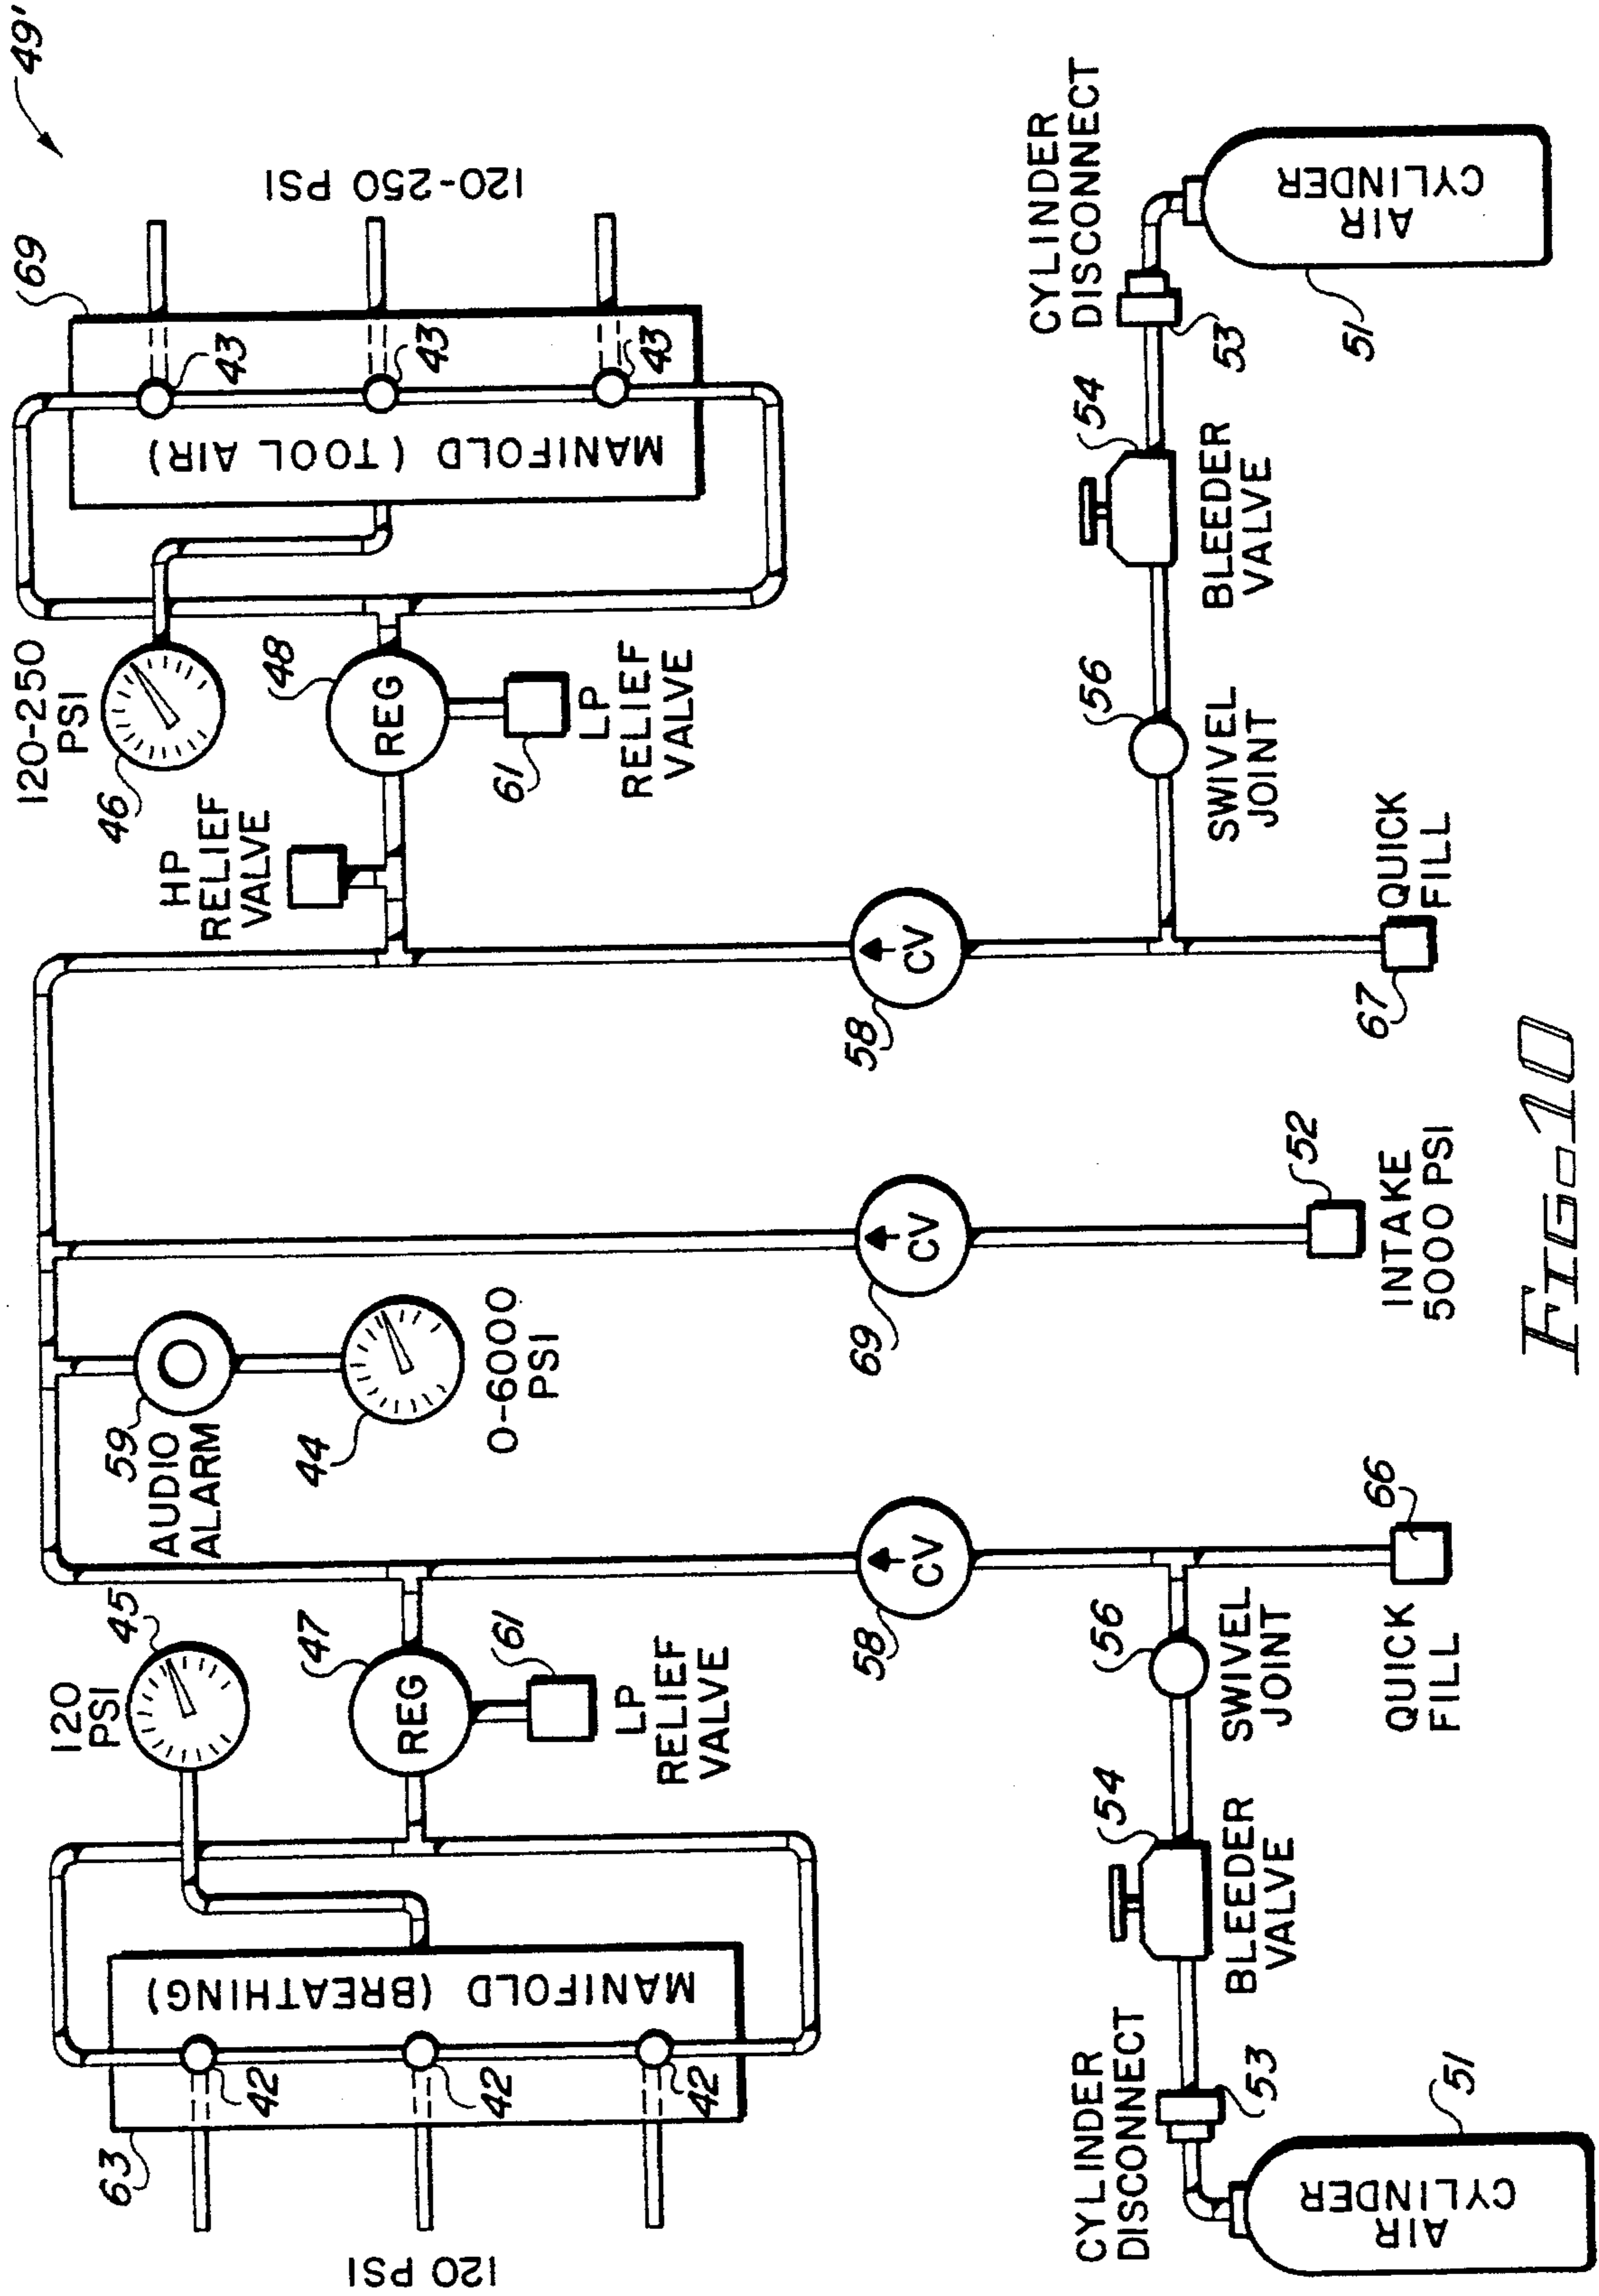 49'
120 PSI
63
MANIFOLD (BREATHING)
42
42
42
120
PSI
45
47
REG
61
LP
RELIEF
VALVE
59
AUDIO
ALARM
44
0-6000
PSI
HP
RELIEF
VALVE
120-250
PSI
46
48
REG
61
LP
RELIEF
VALVE
69
MANIFOLD (TOOL AIR)
43
43
43
120-250 PSI
58
CV
69
CV
58
CV
CYLINDER
DISCONNECT
53
54
BLEEDER
VALVE
56
SWIVEL
JOINT
51
AIR
CYLINDER
66
QUICK
FILL
52
INTAKE
5000 PSI
67
QUICK
FILL
56
SWIVEL
JOINT
54
BLEEDER
VALVE
CYLINDER
DISCONNECT
53
51
AIR
CYLINDER
FIG-10